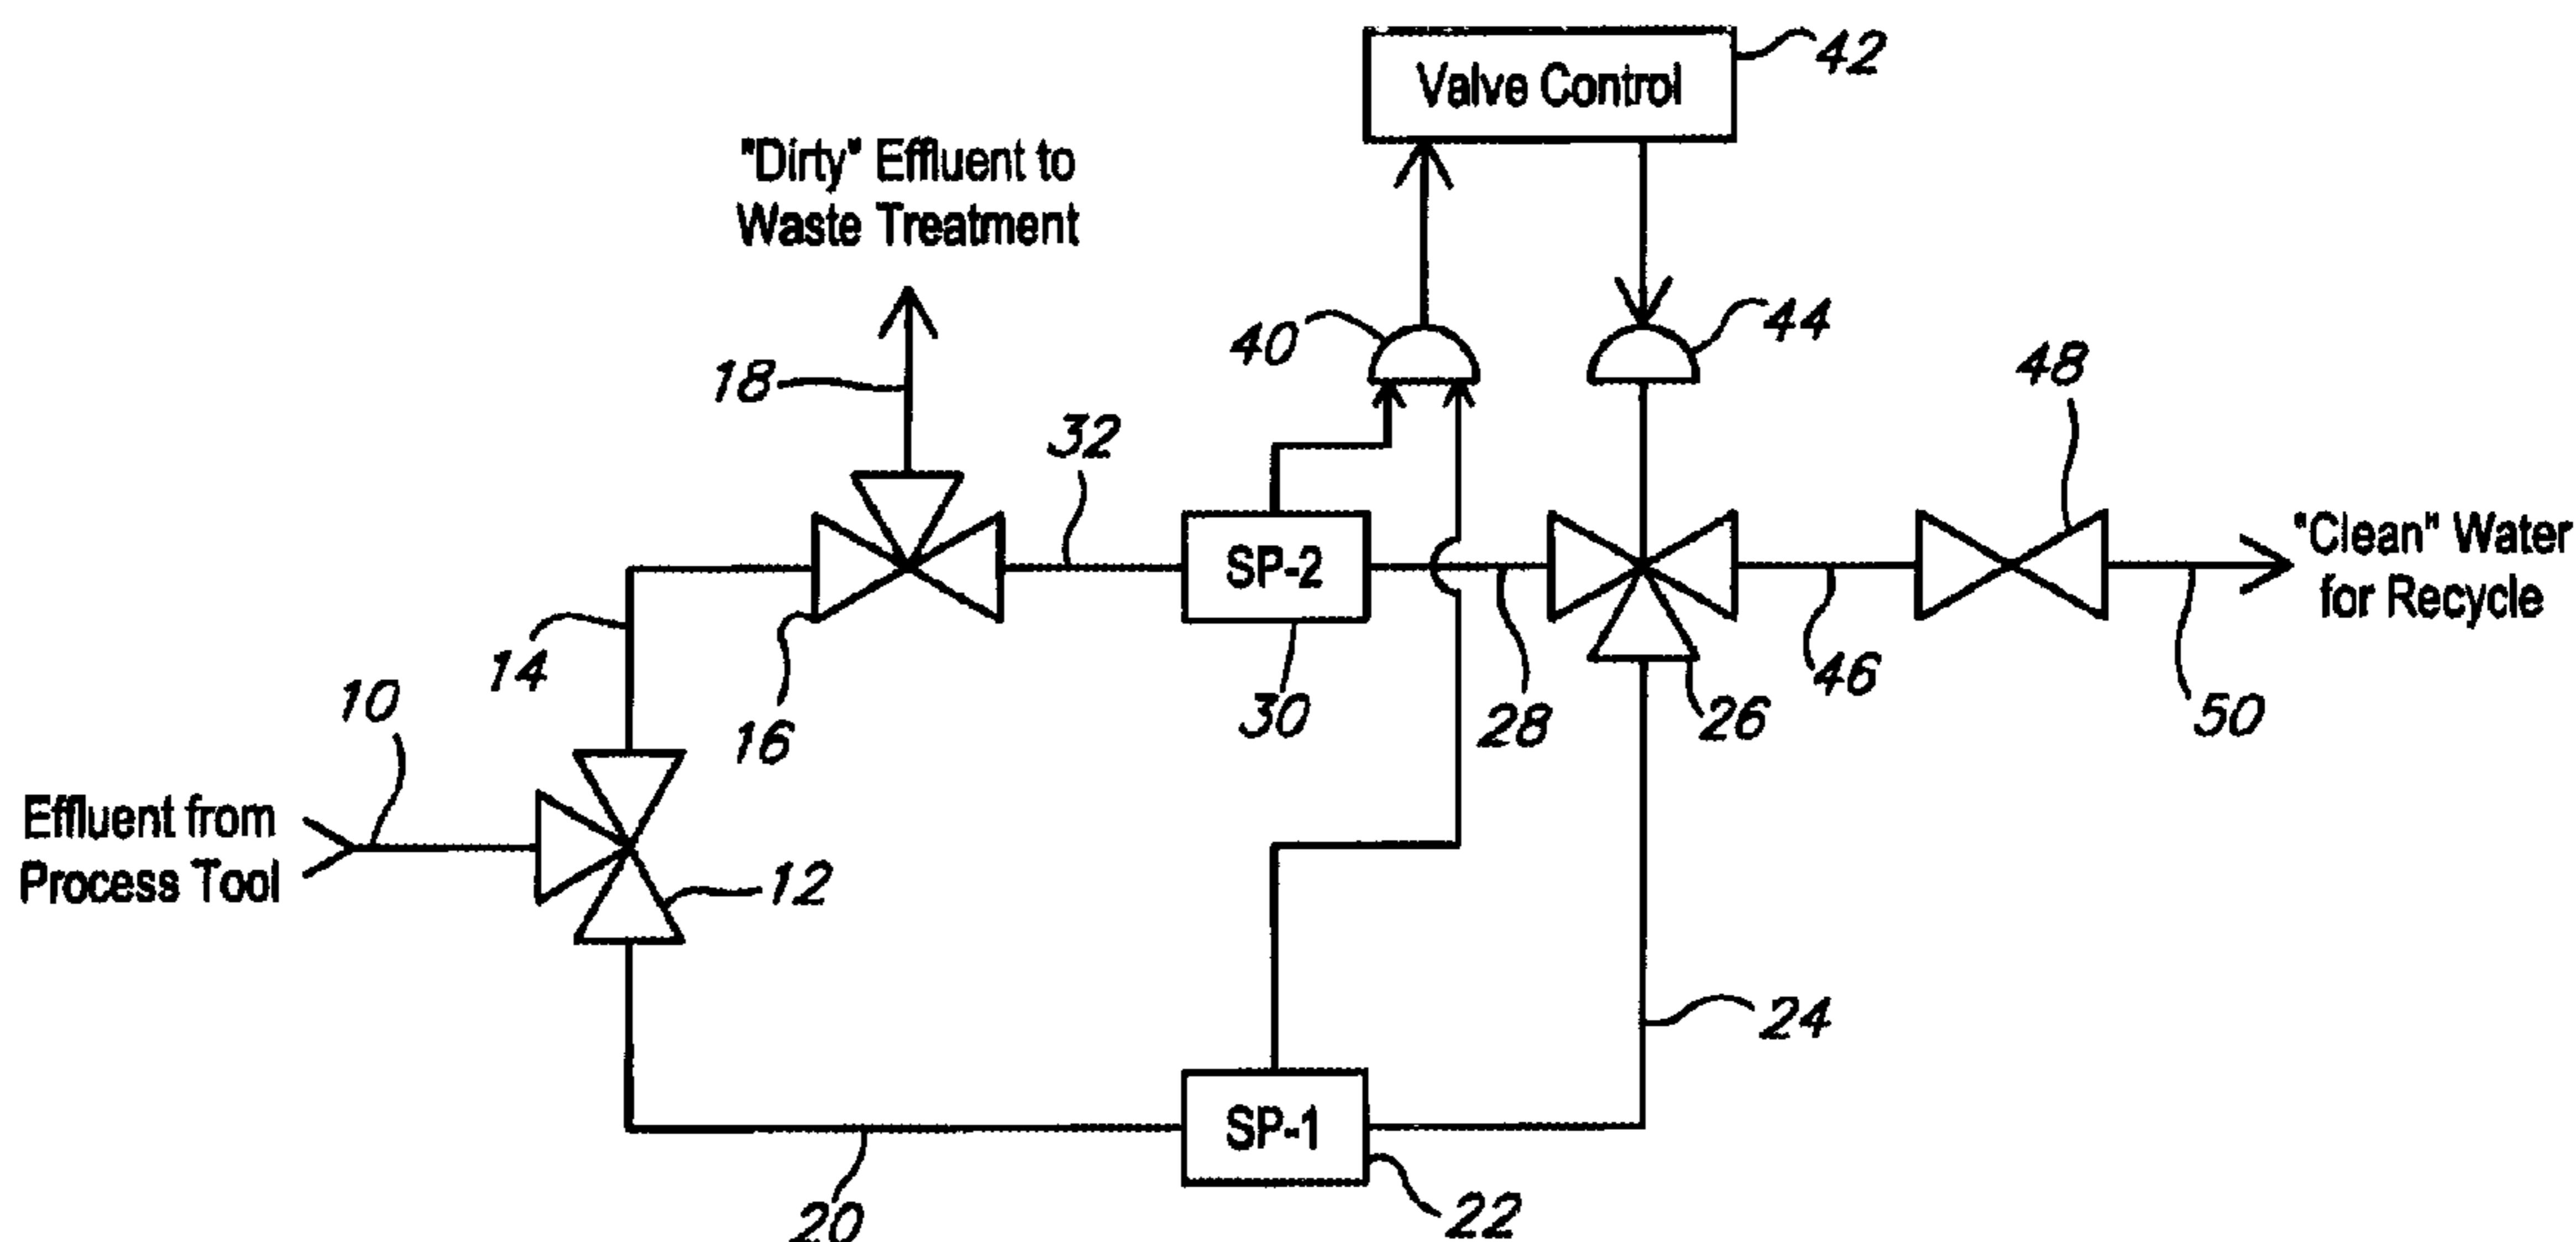 42
Valve Control
"Dirty" Effluent to
Waste Treatment
18
32
40
44
48
SP-2
"Clean" Water
for Recycle
14
16
30
28
26
46
50
10
Effluent from
Process Tool
12
24
SP-1
20
22